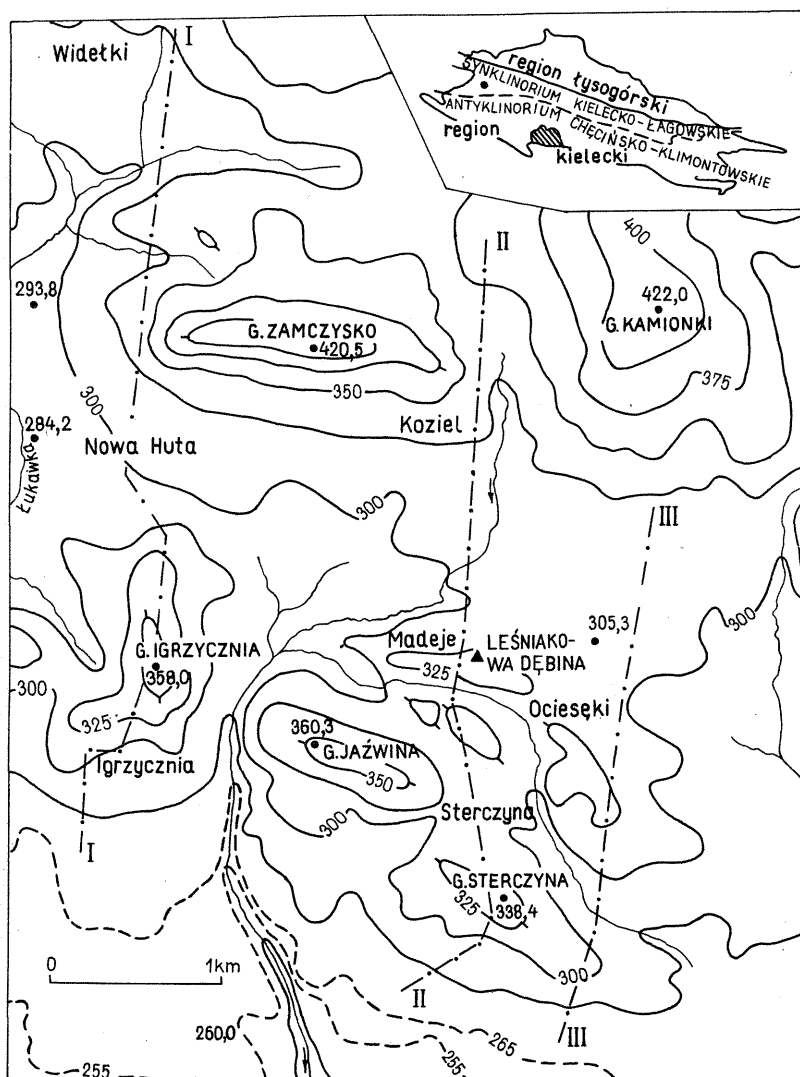 Widełki
I
region łysogórski
SYNKLINORIUM KIELECKO-ŁAGOWSKIE
ANTYKLINORIUM CHĘCIŃSKO-KLIMONTOWSKIE
region
kielecki
II
400
293,8
422,0
G. KAMIONKI
G. ZAMCZYSKO
420,5
375
350
300
284,2
Koziel
Nowa Huta
Łukawka
300
III
305,3
300
Madeje
LEŚNIAKO-
WA DĘBINA
G. IGRZYCZNIA
325
358,0
300
Ociesęki
325
360,3
G. JAŹWINA
Igrzycznia
350
300
Sterczyna
I
G. STERCZYNA
325
338,4
0
1km
300
II
III
260,0
265
255
255